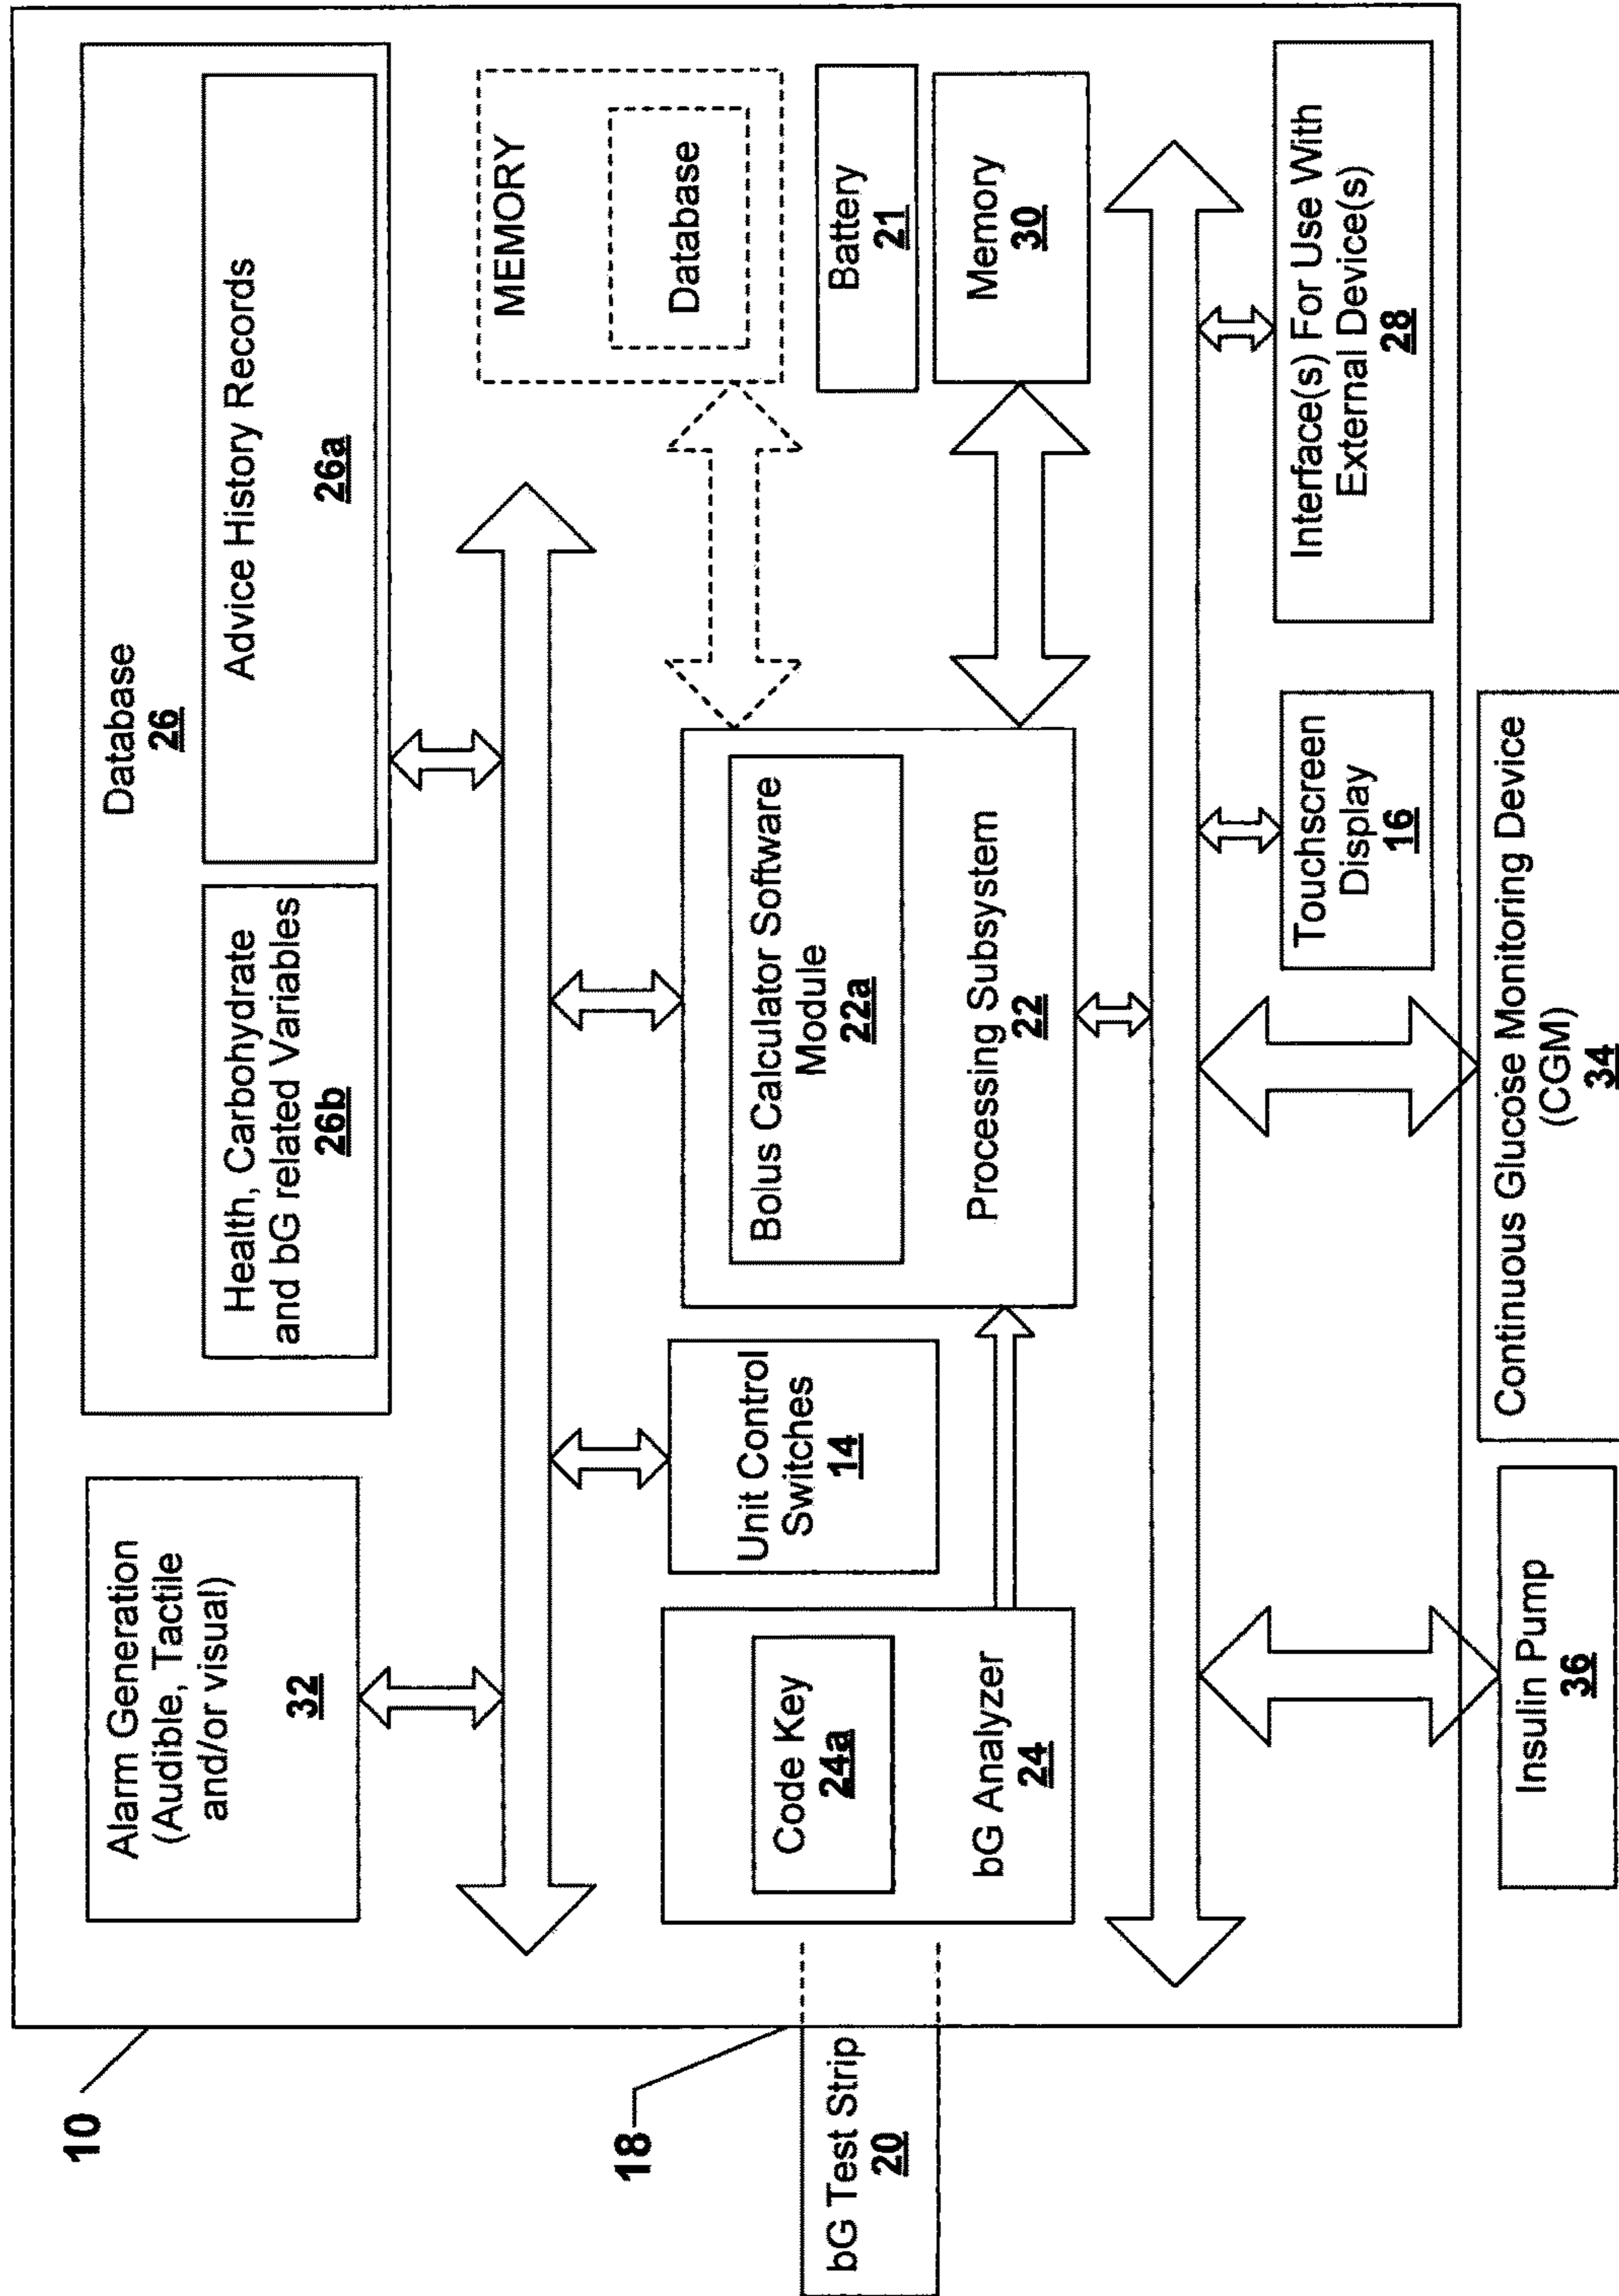 10
Alarm Generation
(Audible, Tactile
and/or visual)
32
Database
26
Health, Carbohydrate
and bG related Variables
26b
Advice History Records
26a
18
bG Test Strip
20
Code Key
24a
bG Analyzer
24
Unit Control
Switches
14
Bolus Calculator Software
Module
22a
Processing Subsystem
22
MEMORY
Database
Battery
21
Memory
30
Touchscreen
Display
16
Interface(s) For Use With
External Device(s)
28
Insulin Pump
36
Continuous Glucose Monitoring Device
(CGM)
34